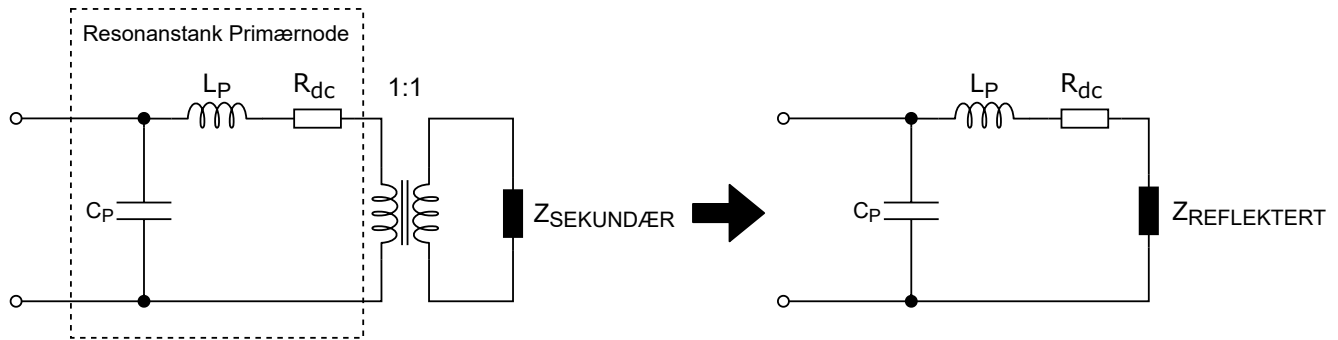 Resonanstank Primærnode
LP
Rdc
1:1
CP
ZSEKUNDÆR
LP
Rdc
CP
ZREFLEKTERT